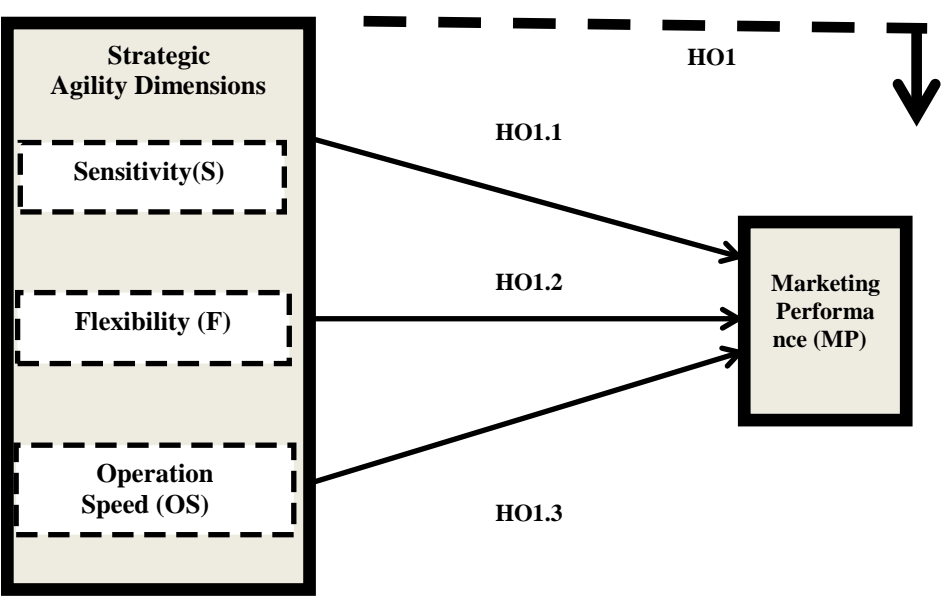 Strategic
Agility Dimensions
Sensitivity(S)
Flexibility (F)
Operation
Speed (OS)
HO1
HO1.1
HO1.2
HO1.3
Marketing
Performa
nce (MP)